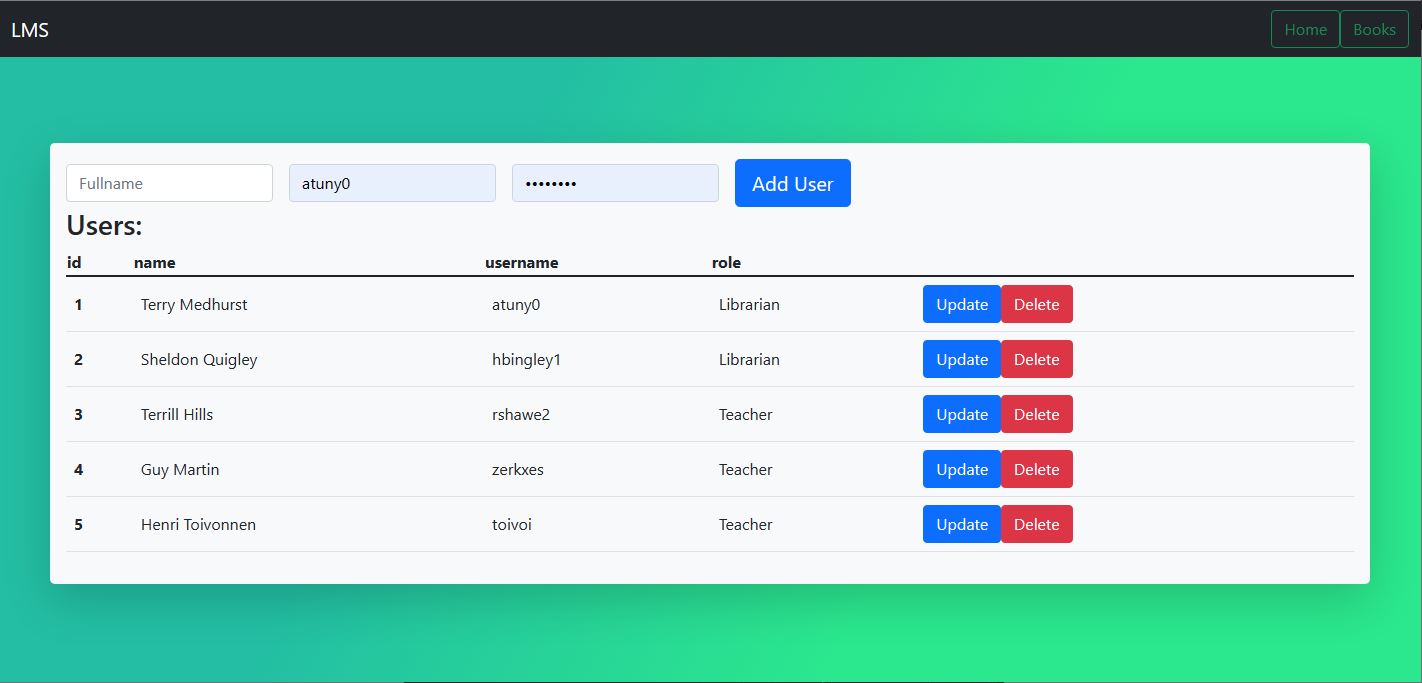 LMS Home Books
Fullname atuny0 •••••••• Add User
Users:
id name username role
1 Terry Medhurst atuny0 Librarian Update Delete
2 Sheldon Quigley hbingley1 Librarian Update Delete
3 Terrill Hills rshawe2 Teacher Update Delete
4 Guy Martin zerkxes Teacher Update Delete
5 Henri Toivonnen toivoi Teacher Update Delete